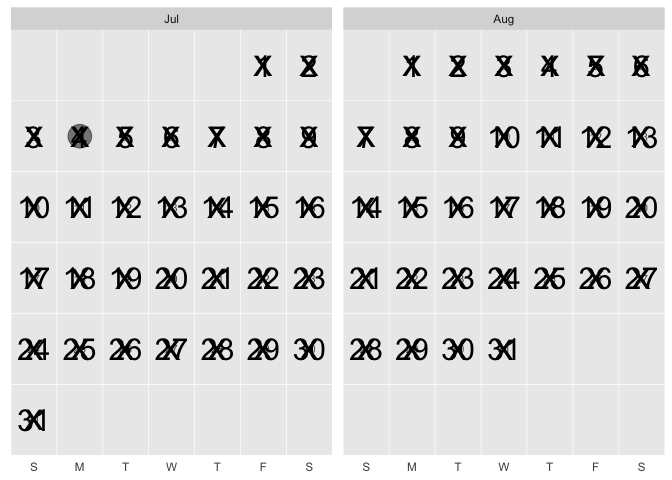 Jul
1 2
3 4 5 6 7 8 9
10 11 12 13 14 15 16
17 18 19 20 21 22 23
24 25 26 27 28 29 30
31
S M T W T F S
Aug
1 2 3 4 5 6
7 8 9 10 11 12 13
14 15 16 17 18 19 20
21 22 23 24 25 26 27
28 29 30 31
S M T W T F S